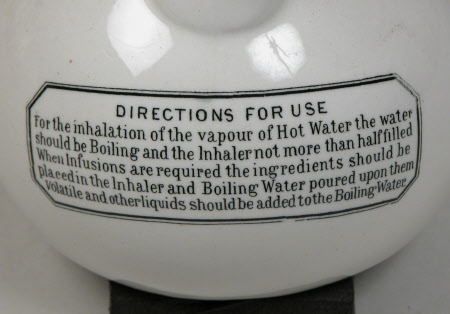 DIRECTIONS FOR USE
For the inhalation of the vapour of Hot Water the water
should be Boiling and the Inhaler not more than half filled
When Infusions are required the ingredients should be
placed in the Inhaler and Boiling Water poured upon them
volatile and other liquids should be added to the Boiling Water